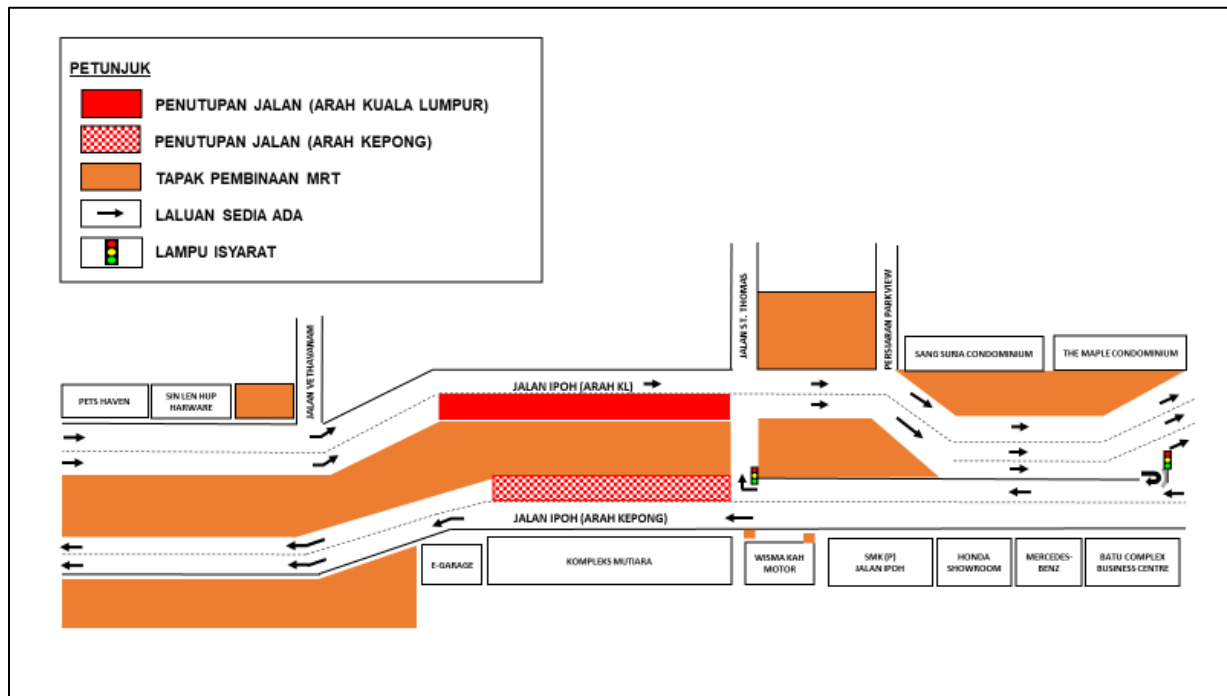 PETUNJUK
PENUTUPAN JALAN (ARAH KUALA LUMPUR)
PENUTUPAN JALAN (ARAH KEPONG)
TAPAK PEMBINAAN MRT
LALUAN SEDIA ADA
LAMPU ISYARAT
JALAN VETHAVANAM
JALAN ST. THOMAS
PERSIARAN PARKVIEW
SANG SURIA CONDOMINIUM
THE MAPLE CONDOMINIUM
PETS HAVEN
SIN LEN HUP
HARWARE
JALAN IPOH (ARAH KL)
JALAN IPOH (ARAH KEPONG)
E-GARAGE
KOMPLEKS MUTIARA
WISMA KAH
MOTOR
SMK (P)
JALAN IPOH
HONDA
SHOWROOM
MERCEDES-
BENZ
BATU COMPLEX
BUSINESS CENTRE